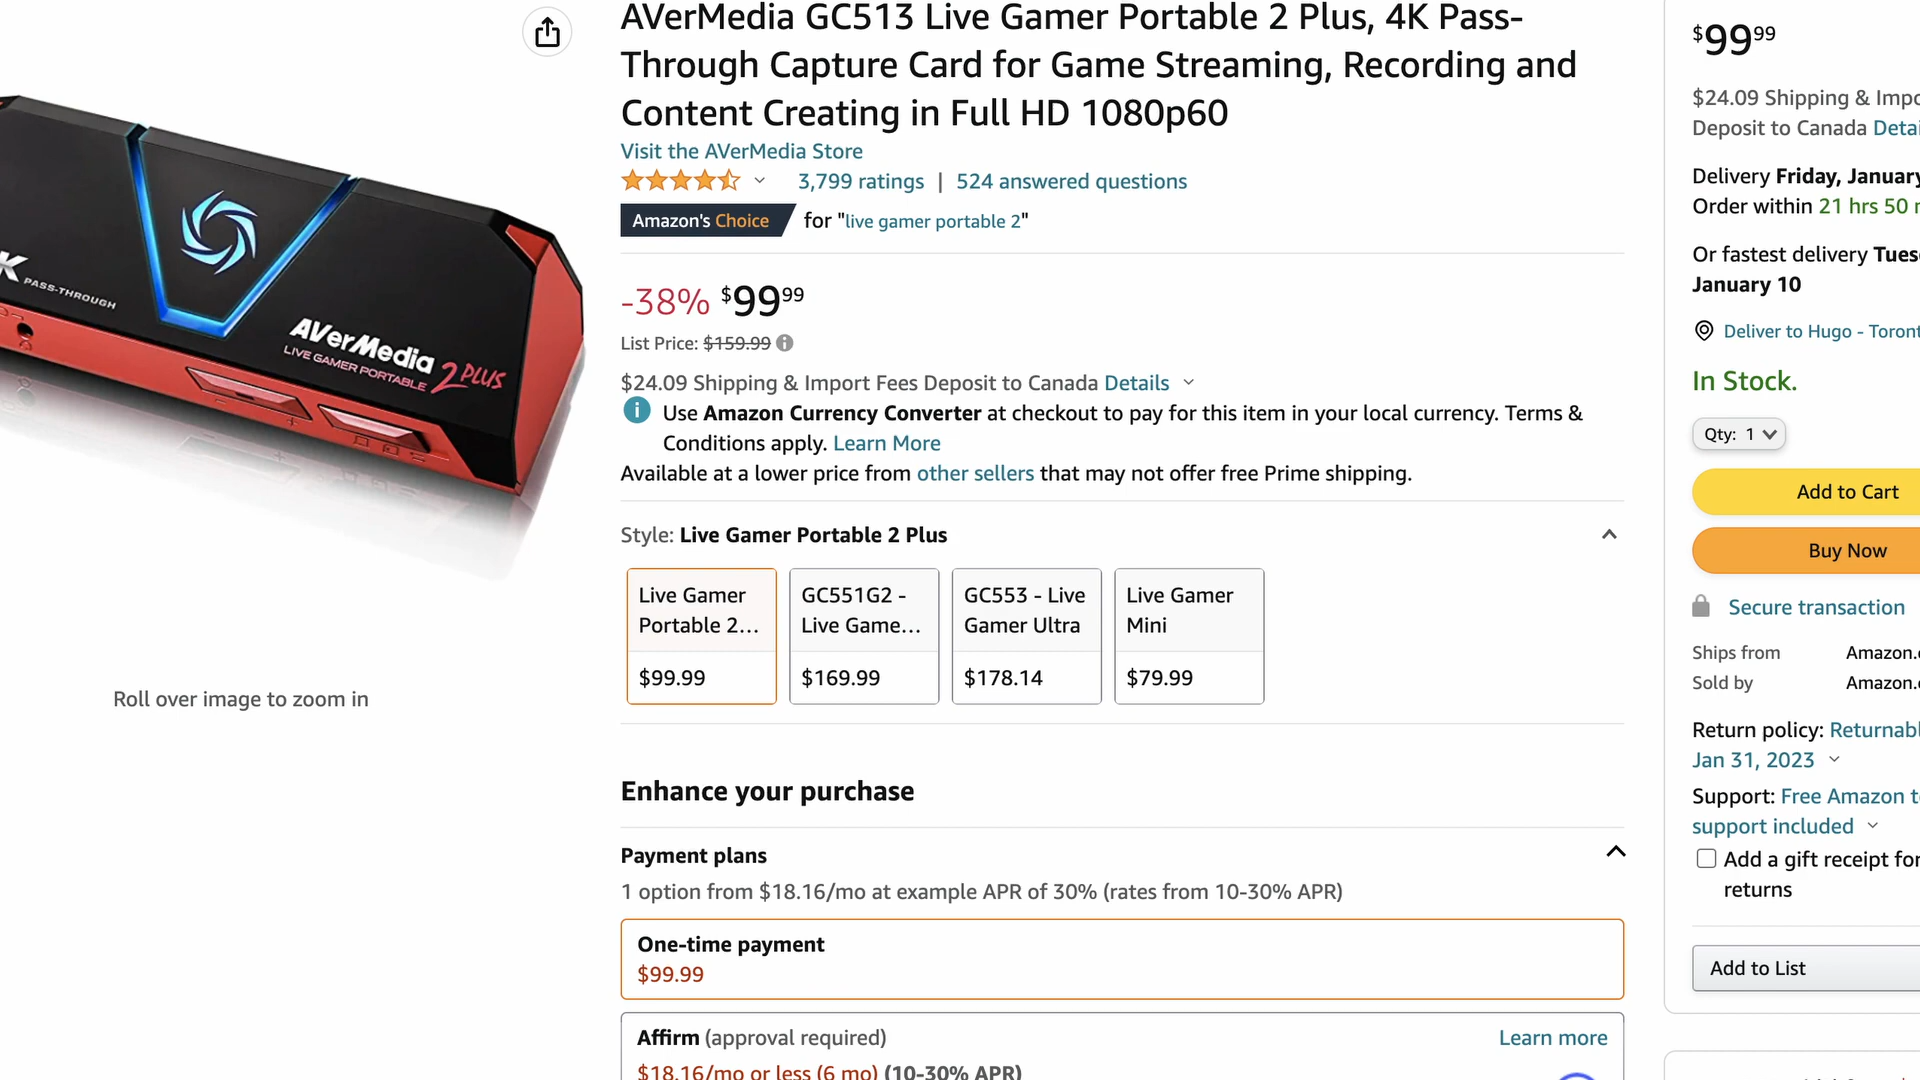 AVerMedia GC513 Live Gamer Portable 2 Plus, 4K Pass-
Through Capture Card for Game Streaming, Recording and
Content Creating in Full HD 1080p60
Visit the AVerMedia Store
3,799 ratings | 524 answered questions
Amazon's Choice for "live gamer portable 2"
K PASS-THROUGH
AVerMedia
LIVE GAMER PORTABLE 2 PLUS
-38% $99 99
List Price: $159.99
$24.09 Shipping & Import Fees Deposit to Canada Details
Use Amazon Currency Converter at checkout to pay for this item in your local currency. Terms &
Conditions apply. Learn More
Available at a lower price from other sellers that may not offer free Prime shipping.
Style: Live Gamer Portable 2 Plus
Live Gamer
Portable 2...
$99.99
GC551G2 -
Live Game...
$169.99
GC553 - Live
Gamer Ultra
$178.14
Live Gamer
Mini
$79.99
Roll over image to zoom in
Enhance your purchase
Payment plans
1 option from $18.16/mo at example APR of 30% (rates from 10-30% APR)
One-time payment
$99.99
Affirm (approval required) Learn more
$18.16/mo or less (6 mo) (10-30% APR)
$99 99
$24.09 Shipping & Impo
Deposit to Canada Detai
Delivery Friday, January
Order within 21 hrs 50 m
Or fastest delivery Tues
January 10
Deliver to Hugo - Toront
In Stock.
Qty: 1
Add to Cart
Buy Now
Secure transaction
Ships from Amazon.c
Sold by Amazon.c
Return policy: Returnabl
Jan 31, 2023
Support: Free Amazon t
support included
Add a gift receipt for
returns
Add to List